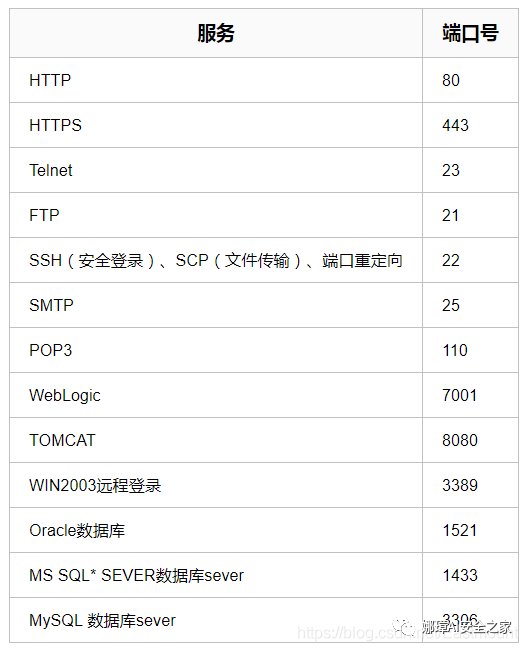 服务 端口号
HTTP 80
HTTPS 443
Telnet 23
FTP 21
SSH（安全登录）、SCP（文件传输）、端口重定向 22
SMTP 25
POP3 110
WebLogic 7001
TOMCAT 8080
WIN2003远程登录 3389
Oracle数据库 1521
MS SQL* SEVER数据库sever 1433
MySQL 数据库sever 3306
娜璋AI安全之家